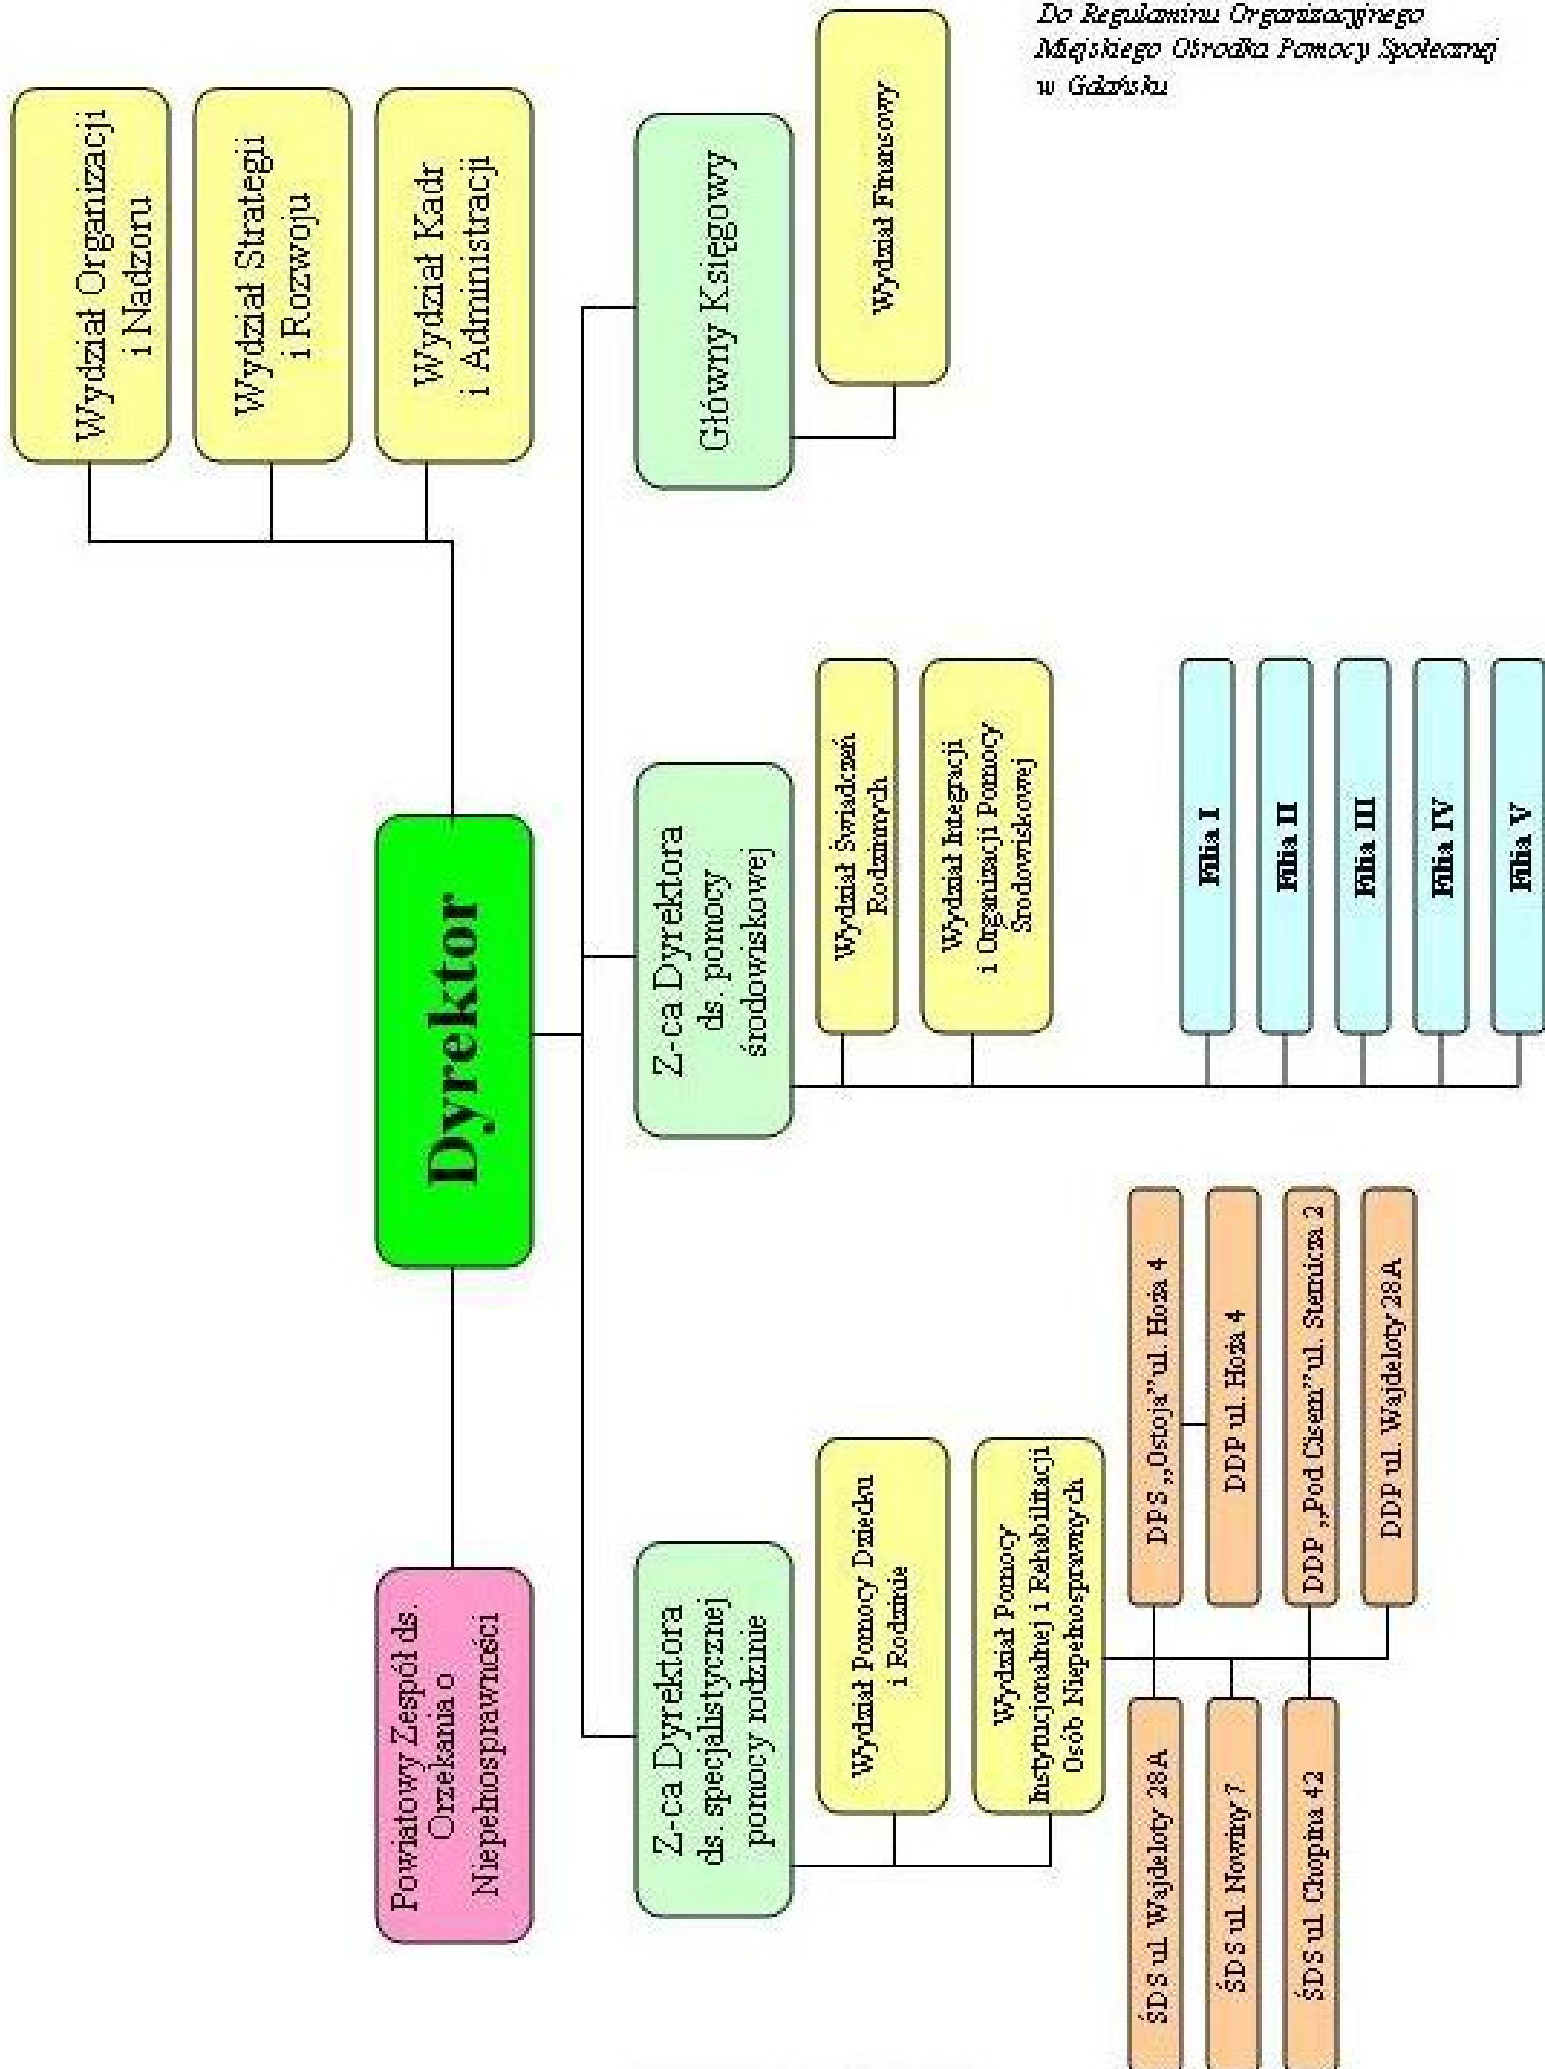 Do Regulaminu Organizacyjnego
Miejskiego Ośrodka Pomocy Społecznej
w Gdańsku
Wydział Organizacji
i Nadzoru
Wydział Strategii
i Rozwoju
Wydział Kadr
i Administracji
Dyrektor
Powiatowy Zespół ds.
Orzekania o
Niepełnosprawności
Z-ca Dyrektora
ds. specjalistycznej
pomocy rodzinie
Z-ca Dyrektora
ds. pomocy
środowiskowej
Główny Księgowy
Wydział Pomocy Dziecku
i Rodzinie
Wydział Pomocy
Instytucjonalnej i Rehabilitacji
Osób Niepełnosprawnych
Wydział Świadczeń
Rodzinnych
Wydział Integracji
i Organizacji Pomocy
Środowiskowej
Wydział Finansowy
ŚDS ul. Wajdeloty 28A
ŚDS ul. Nowiny 7
ŚDS ul. Chopina 42
DPS „Ostoja” ul. Hoża 4
DDP ul. Hoża 4
DDP „Pod Cisem” ul. Sternicza 2
DDP ul. Wajdeloty 28A
Filia I
Filia II
Filia III
Filia IV
Filia V